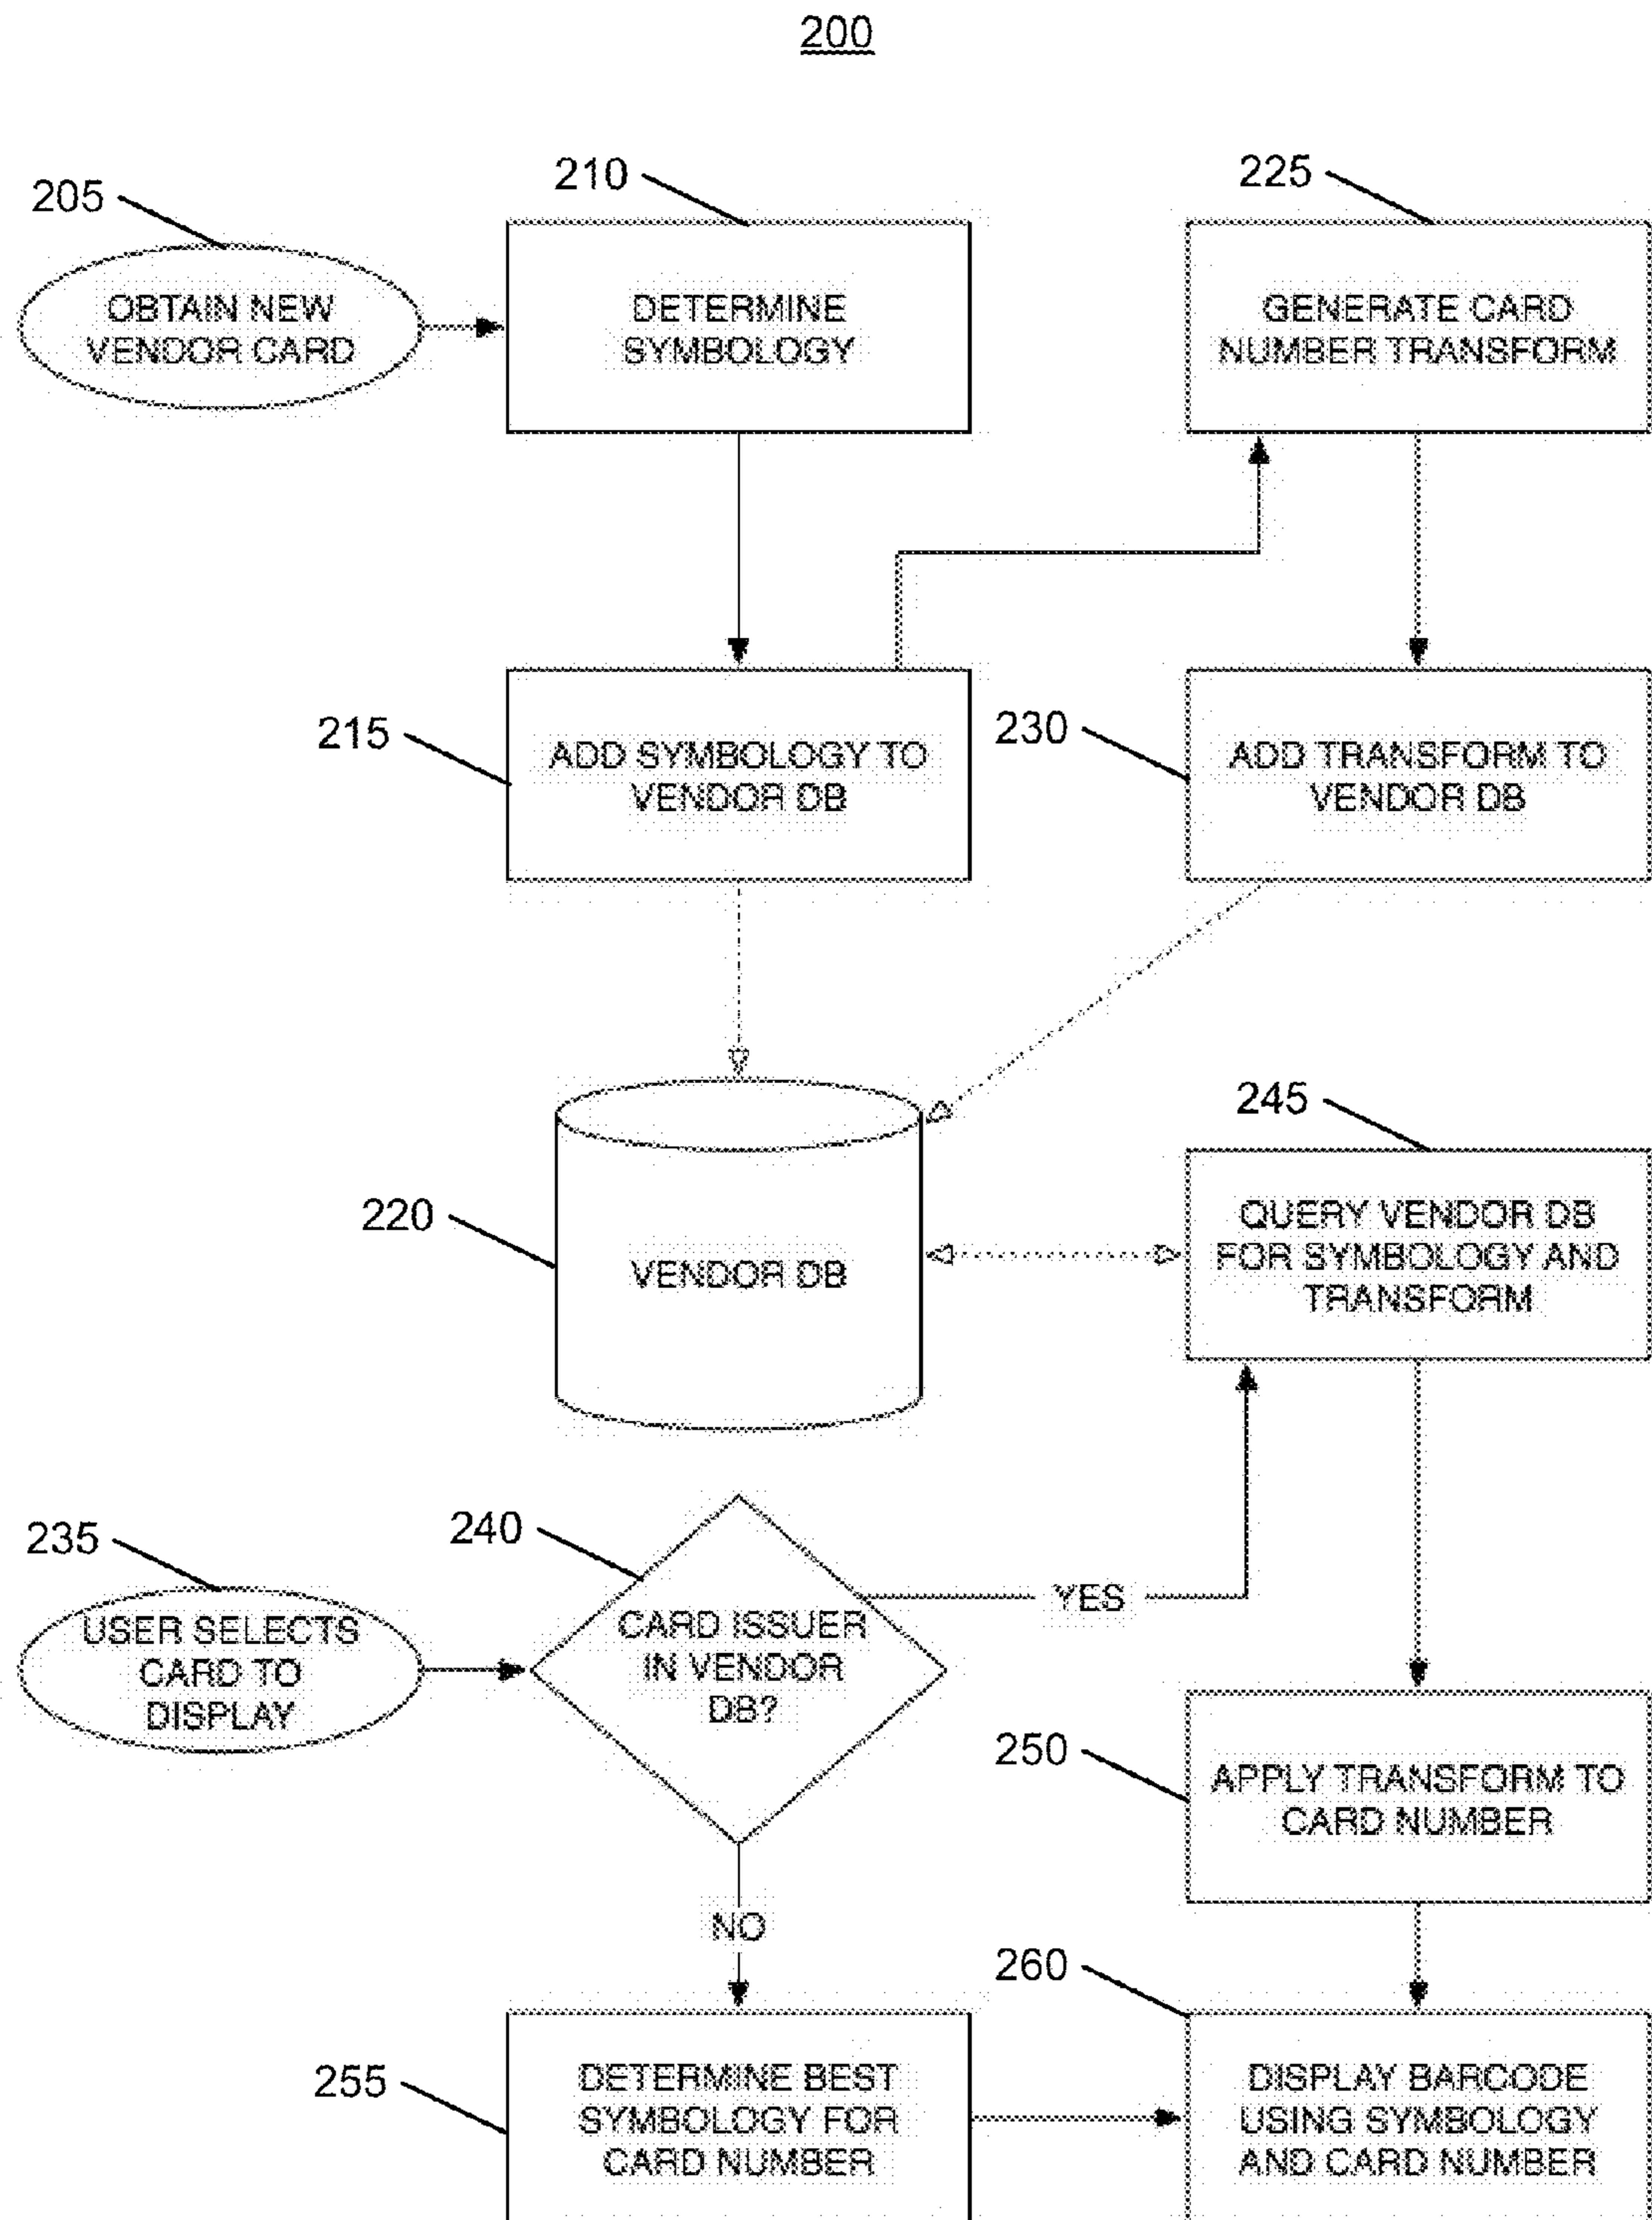 200
205
OBTAIN NEW
VENDOR CARD
210
DETERMINE
SYMBOLOGY
225
GENERATE CARD
NUMBER TRANSFORM
215
ADD SYMBOLOGY TO
VENDOR DB
230
ADD TRANSFORM TO
VENDOR DB
220
VENDOR DB
245
QUERY VENDOR DB
FOR SYMBOLOGY AND
TRANSFORM
235
USER SELECTS
CARD TO
DISPLAY
240
CARD ISSUER
IN VENDOR
DB?
YES
NO
250
APPLY TRANSFORM TO
CARD NUMBER
255
DETERMINE BEST
SYMBOLOGY FOR
CARD NUMBER
260
DISPLAY BARCODE
USING SYMBOLOGY
AND CARD NUMBER